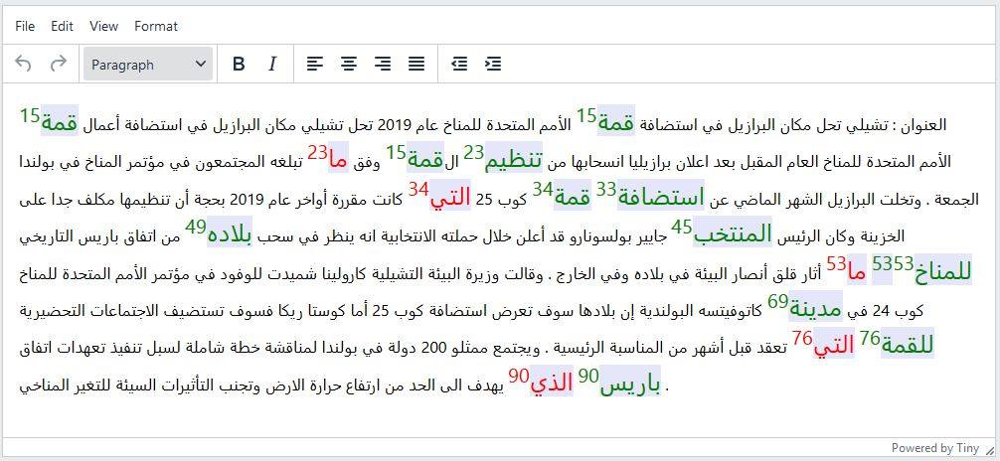 File Edit View Format
Paragraph B I
العنوان : تشيلي تحل مكان البرازيل في استضافة قمة15 الأمم المتحدة للمناخ عام 2019 تحل تشيلي مكان البرازيل في استضافة أعمال قمة15
الأمم المتحدة للمناخ العام المقبل بعد اعلان برازيليا انسحابها من تنظيم23 القمة15 وفق ما23 تبلغه المجتمعون في مؤتمر المناخ في بولندا
الجمعة . وتخلت البرازيل الشهر الماضي عن استضافة33 قمة34 كوب 25 التي34 كانت مقررة أواخر عام 2019 بحجة أن تنظيمها مكلف جدا على
الخزينة وكان الرئيس المنتخب45 جايير بولسونارو قد أعلن خلال حملته الانتخابية انه ينظر في سحب بلاده49 من اتفاق باريس التاريخي
للمناخ5353 ما53 أثار قلق أنصار البيئة في بلاده وفي الخارج . وقالت وزيرة البيئة التشيلية كارولينا شميدت للوفود في مؤتمر الأمم المتحدة للمناخ
كوب 24 في مدينة69 كاتوفيتسه البولندية إن بلادها سوف تعرض استضافة كوب 25 أما كوستا ريكا فسوف تستضيف الاجتماعات التحضيرية
للقمة76 التي76 تعقد قبل أشهر من المناسبة الرئيسية . ويجتمع ممثلو 200 دولة في بولندا لمناقشة خطة شاملة لسبل تنفيذ تعهدات اتفاق
باريس90 الذي90 يهدف الى الحد من ارتفاع حرارة الارض وتجنب التأثيرات السيئة للتغير المناخي .
Powered by Tiny